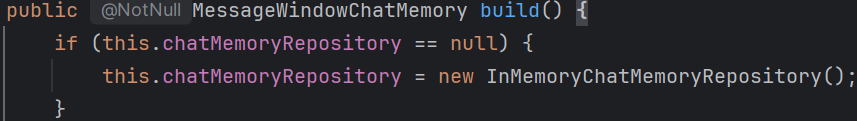 public @NotNull MessageWindowChatMemory build() {
if (this.chatMemoryRepository == null) {
this.chatMemoryRepository = new InMemoryChatMemoryRepository();
}